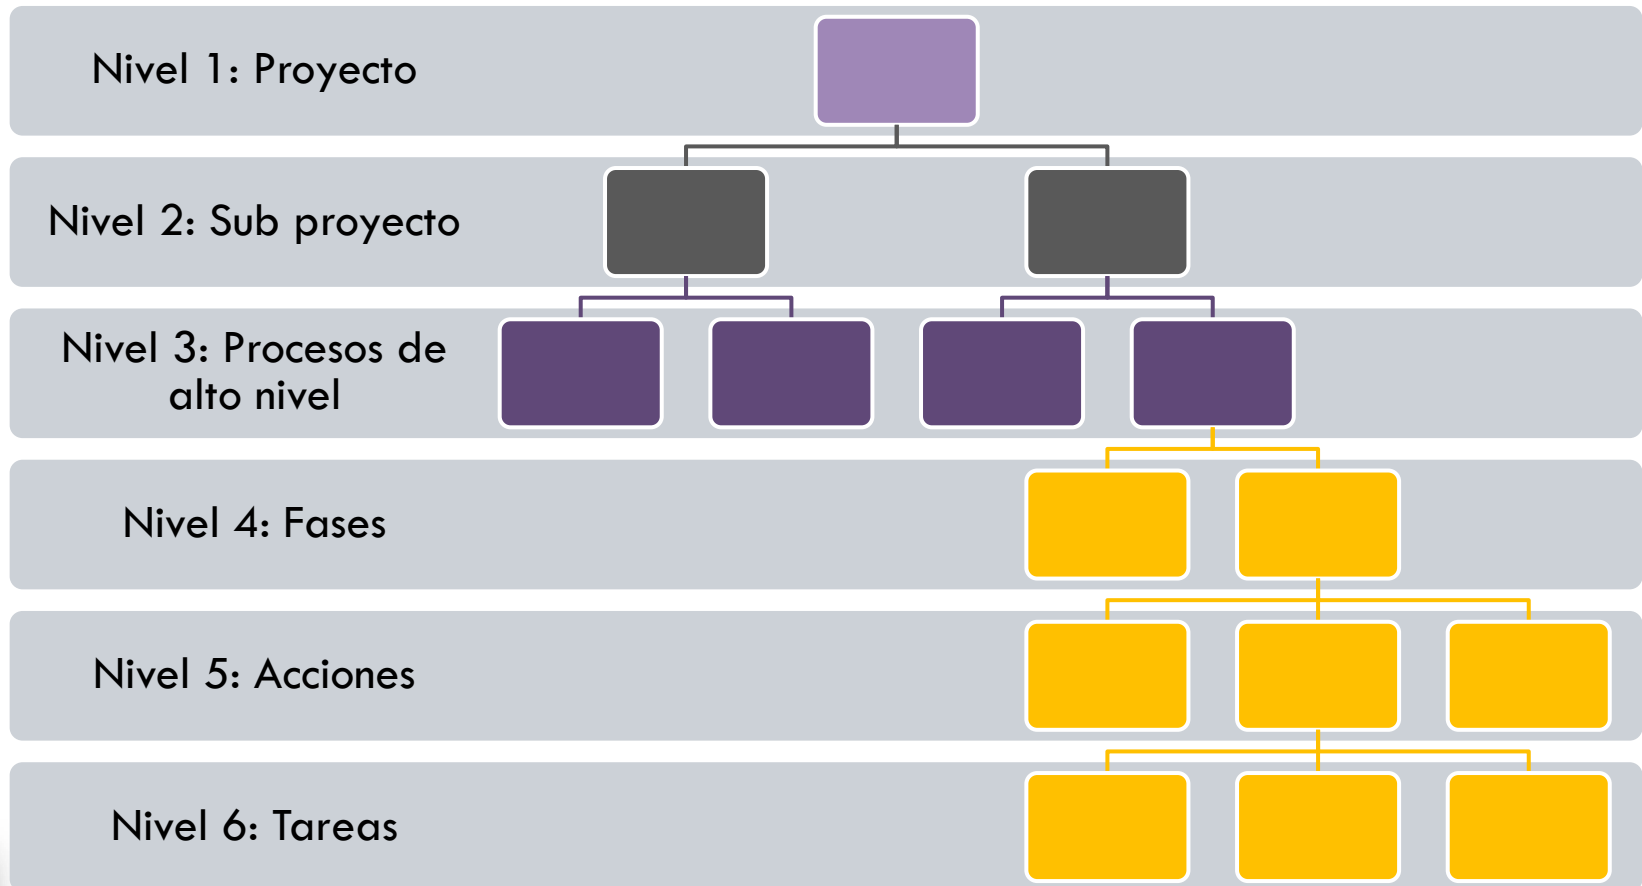 Nivel 1: Proyecto
Nivel 2: Sub proyecto
Nivel 3: Procesos de
alto nivel
Nivel 4: Fases
Nivel 5: Acciones
Nivel 6: Tareas